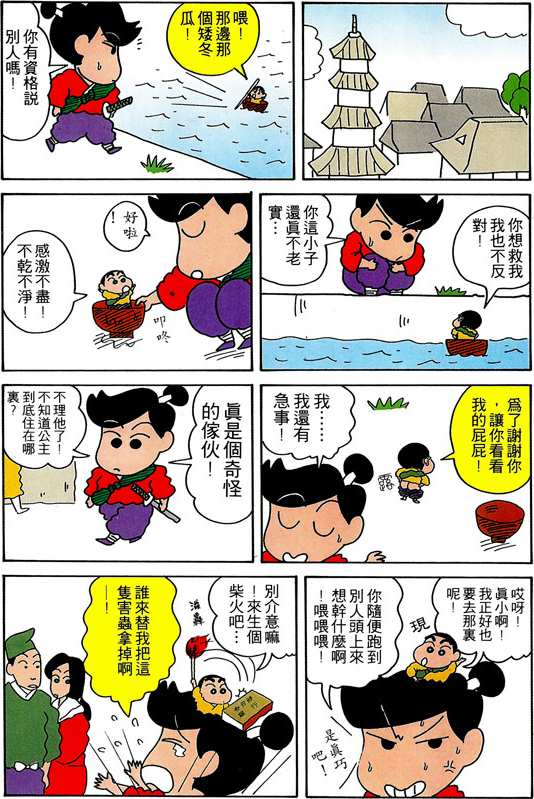 喂！
那邊那
個矮冬
瓜！
你有資格說
別人嗎！
你想救我
我也不反
對！
你這小子
還眞不老
實…
好啦
！
叩咚
感激不盡！
不乾不淨！
爲了謝謝你
，讓你看看
我的屁屁！
露
我……
我還有
急事！
眞是個奇怪
的傢伙！
不理他了！
不知道公主
到底住在哪
裏？
哎呀！
眞小啊！
我正好也
要去那裏
呢！
現
你隨便跑到
別人頭上來
想幹什麼啊
！喂喂喂！
是眞巧
吧！
別介意嘛
！來生個
柴火吧…
誰來替我把這
隻害蟲拿掉啊
—！